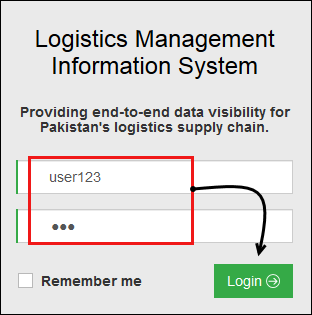 Logistics Management
Information System
Providing end-to-end data visibility for
Pakistan's logistics supply chain.
user123
●●●
Remember me
Login